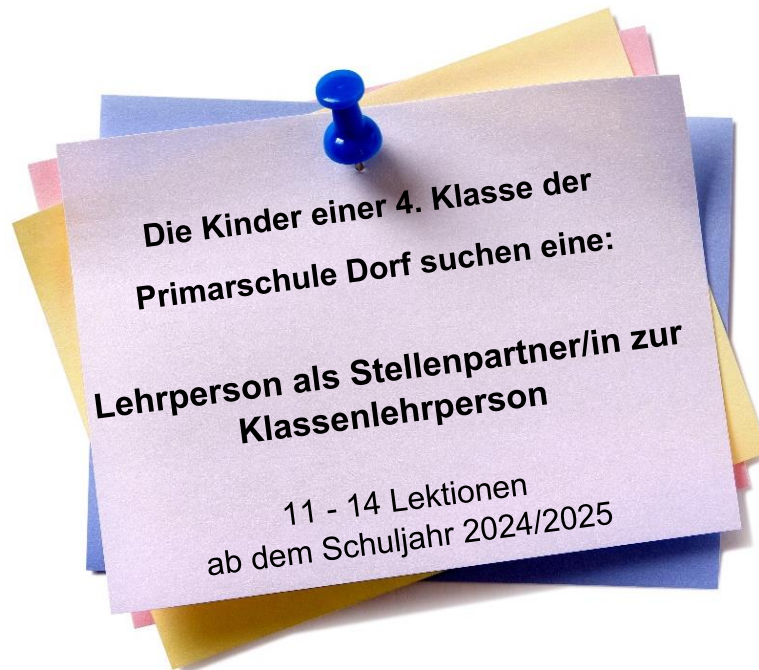 Die Kinder einer 4. Klasse der
Primarschule Dorf suchen eine:
Lehrperson als Stellenpartner/in zur
Klassenlehrperson
11 - 14 Lektionen
ab dem Schuljahr 2024/2025